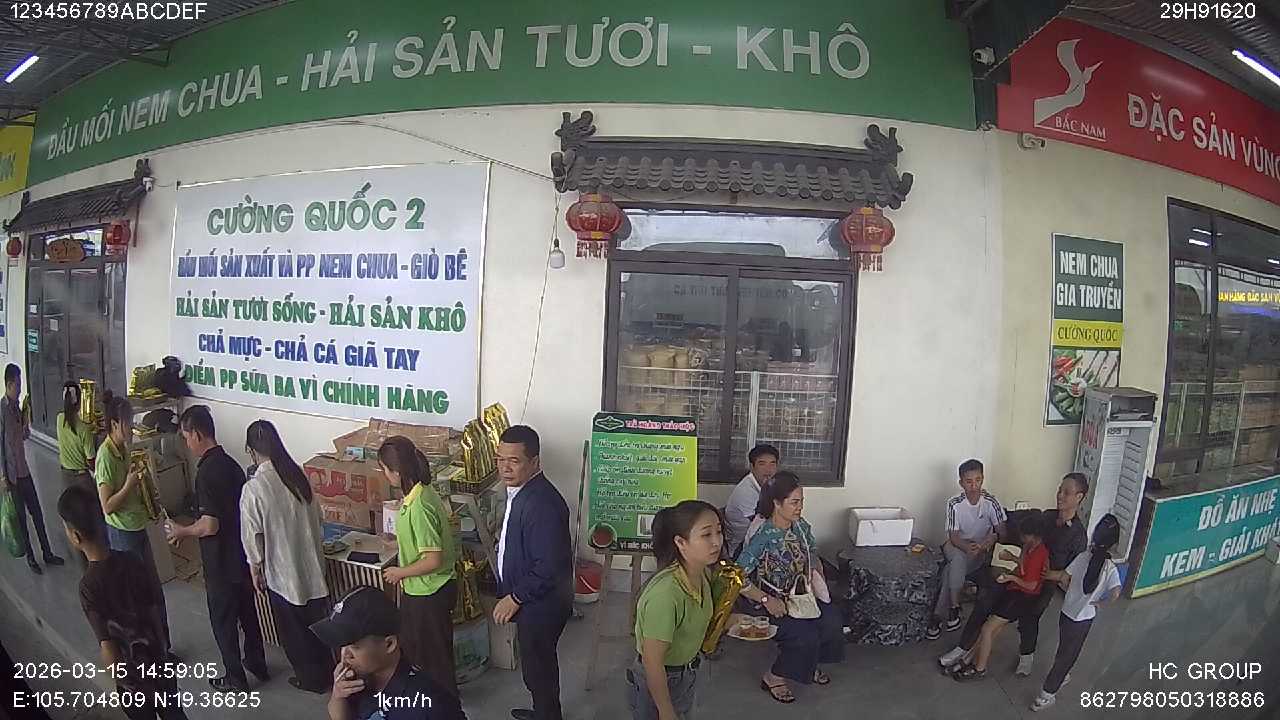 123456789ABCDEF
29H91620
ĐẦU MỐI NEM CHUA - HẢI SẢN TƯƠI - KHÔ
BẮC NAM
ĐẶC SẢN VÙNG
CƯỜNG QUỐC 2
ĐẦU MỐI SẢN XUẤT VÀ PP NEM CHUA - GIÒ BÊ
HẢI SẢN TƯƠI SỐNG - HẢI SẢN KHÔ
CHẢ MỰC - CHẢ CÁ GIÃ TAY
ĐIỂM PP SỮA BA VÌ CHÍNH HÃNG
NEM CHUA
GIA TRUYỀN
CƯỜNG QUỐC
ĐỒ ĂN NHẸ
KEM - GIẢI KHÁT
2026-03-15 14:59:05
E:105.704809 N:19.36625
1km/h
HC GROUP
862798050318886